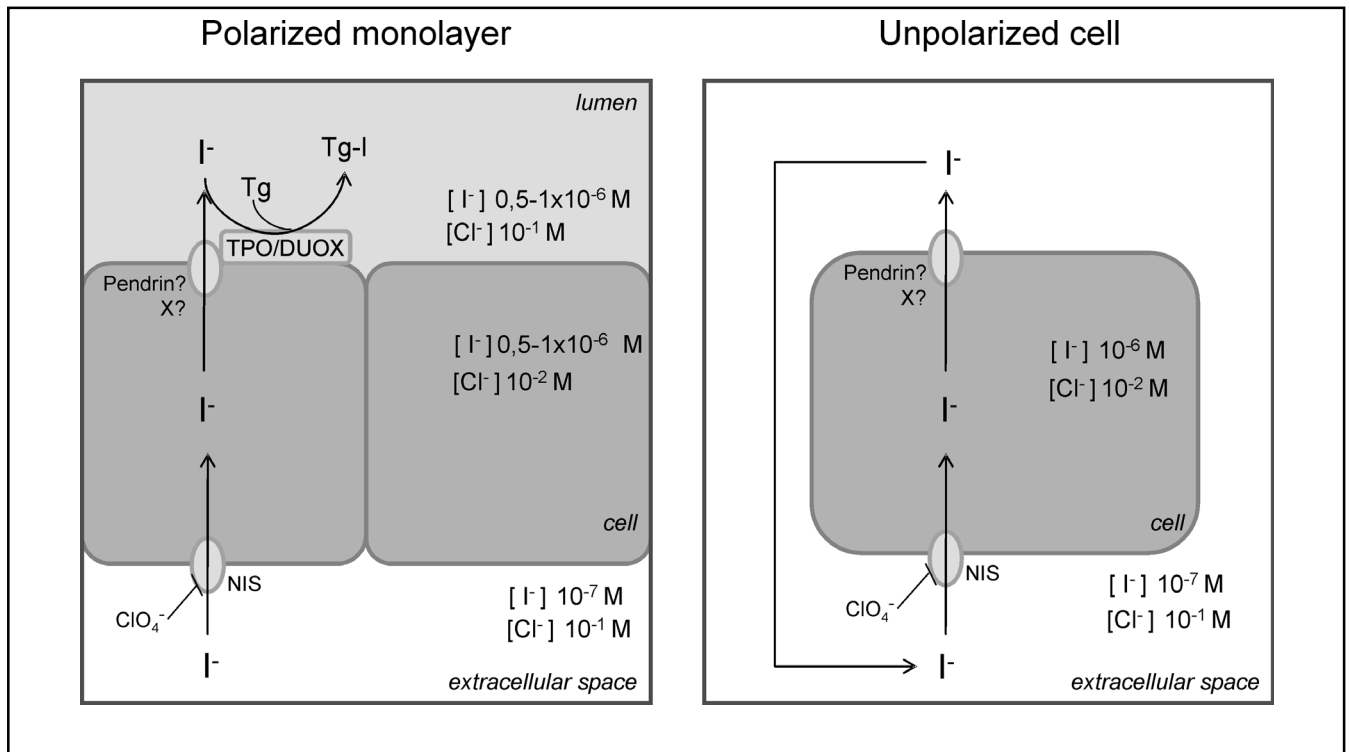 Polarized monolayer
lumen
I⁻
Tg-I
Tg
TPO/DUOX
[ I⁻] 0,5-1x10⁻⁶ M
[Cl⁻] 10⁻¹ M
Pendrin?
X?
[ I⁻] 0,5-1x10⁻⁶ M
[Cl⁻] 10⁻² M
I⁻
cell
NIS
ClO₄⁻
[ I⁻] 10⁻⁷ M
[Cl⁻] 10⁻¹ M
I⁻
extracellular space
Unpolarized cell
I⁻
Pendrin?
X?
[ I⁻] 10⁻⁶ M
[Cl⁻] 10⁻² M
I⁻
cell
NIS
ClO₄⁻
[ I⁻] 10⁻⁷ M
[Cl⁻] 10⁻¹ M
I⁻
extracellular space